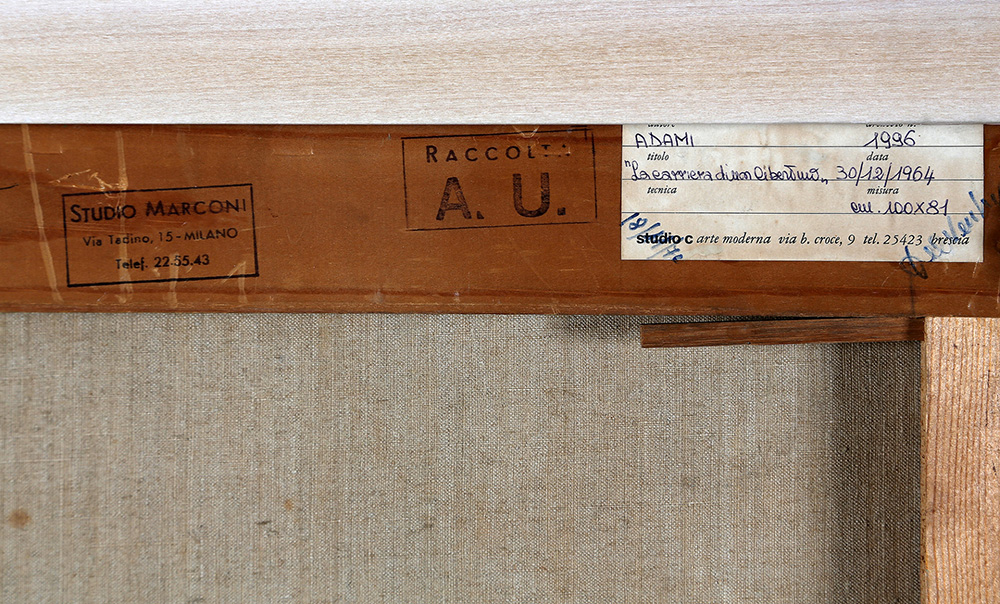 STUDIO MARCONI
Via Tadino, 15 - MILANO
Telef. 22.55.43
RACCOLTA
A. U.
ADAMI 1996
titolo data
"La carriera di un libertino„ 30/12/1964
tecnica misura
cm. 100X81
studio c arte moderna via b. croce, 9 tel. 25423 brescia